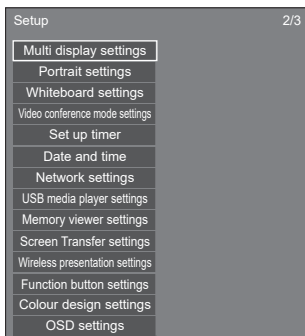 Setup 2/3
Multi display settings
Portrait settings
Whiteboard settings
Video conference mode settings
Set up timer
Date and time
Network settings
USB media player settings
Memory viewer settings
Screen Transfer settings
Wireless presentation settings
Function button settings
Colour design settings
OSD settings